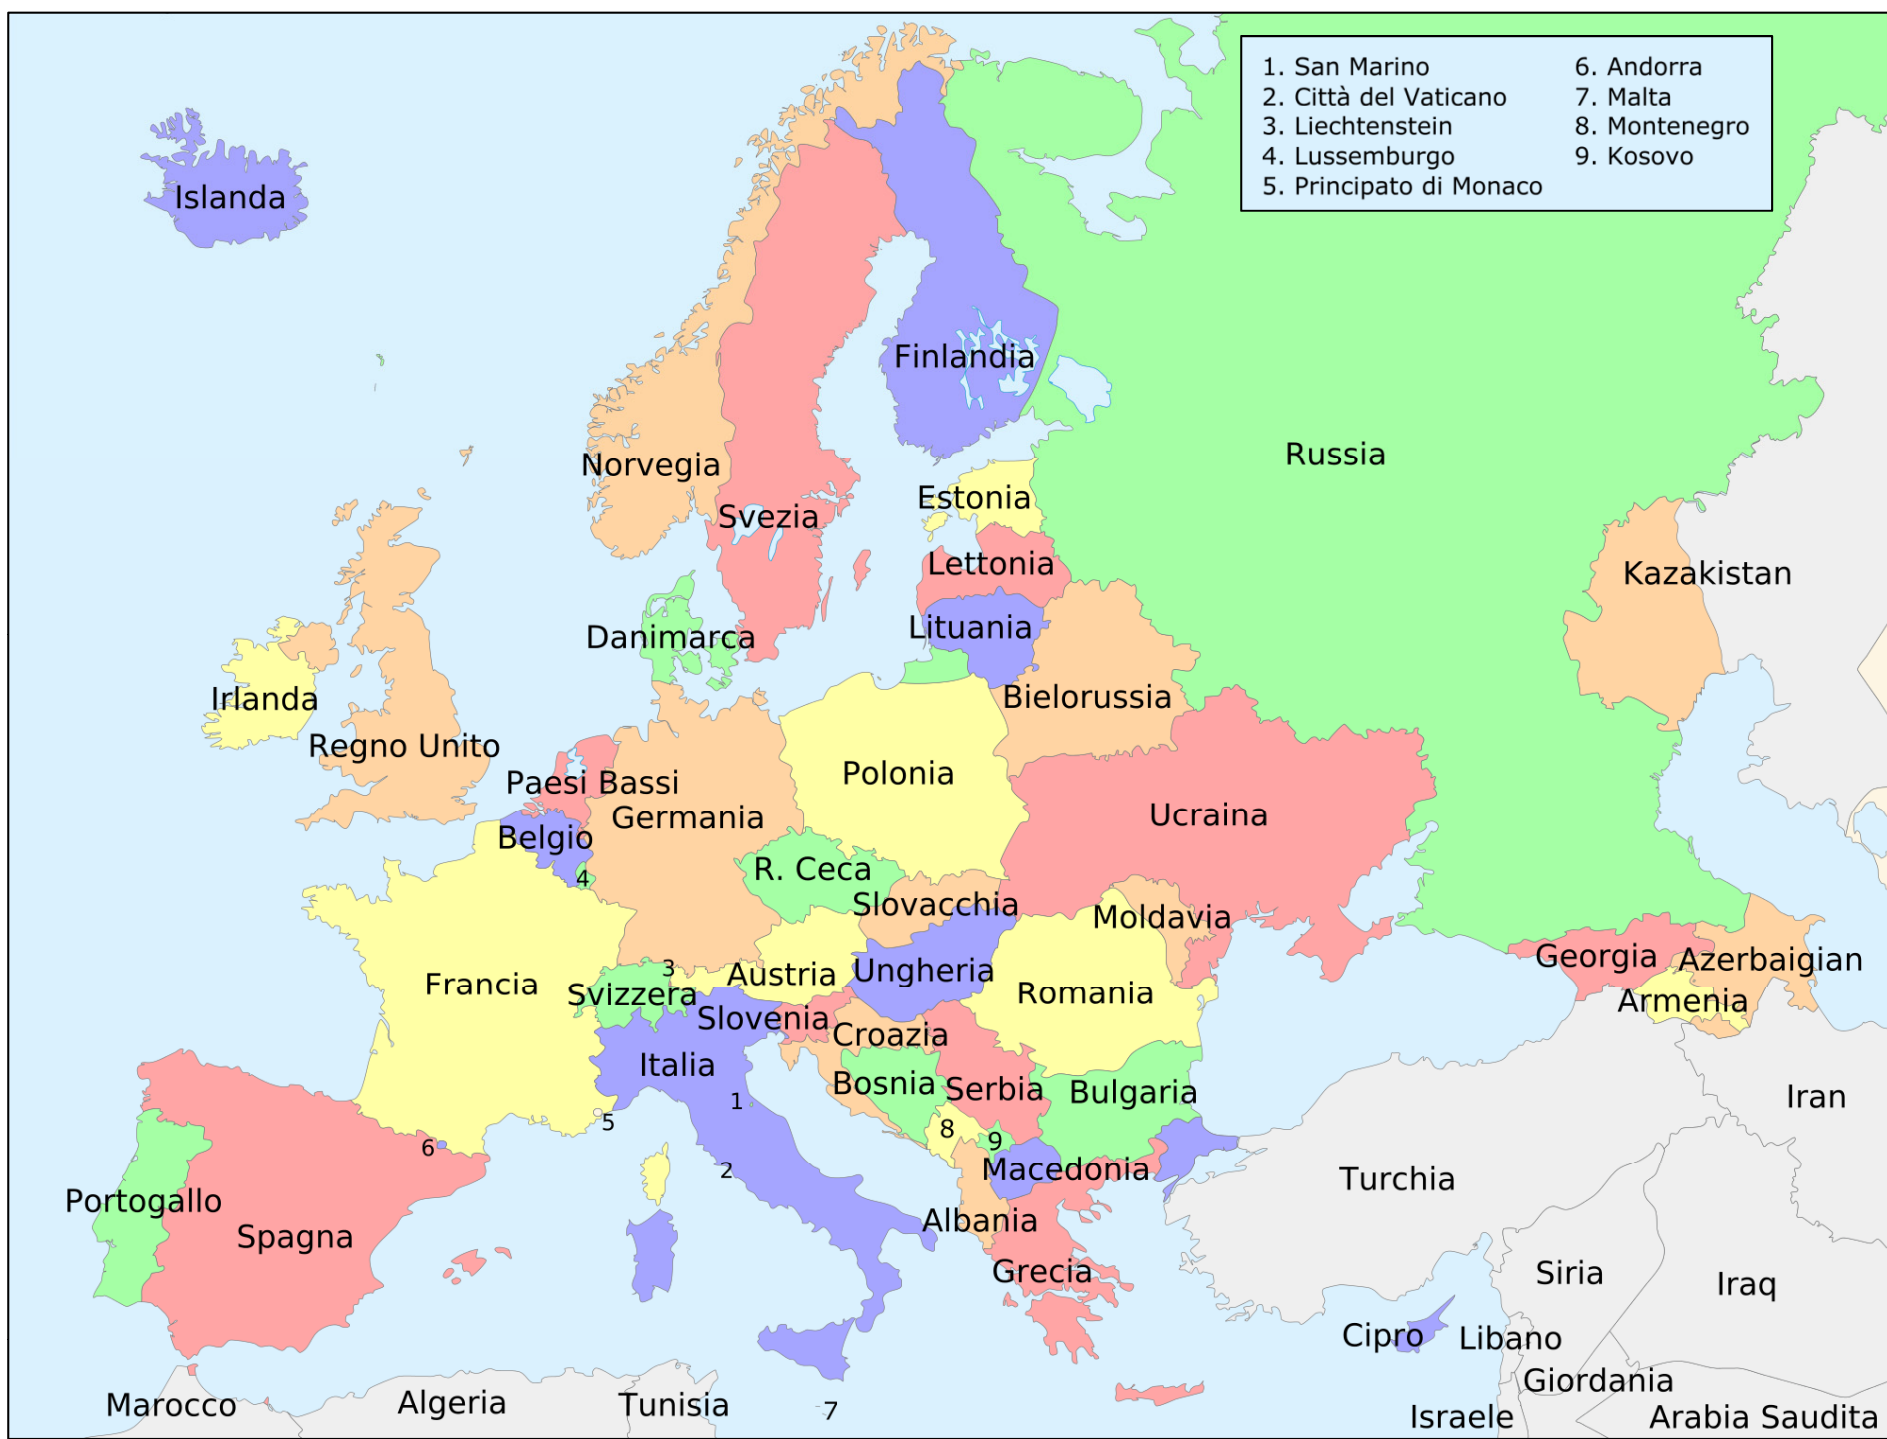 1. San Marino
2. Città del Vaticano
3. Liechtenstein
4. Lussemburgo
5. Principato di Monaco
6. Andorra
7. Malta
8. Montenegro
9. Kosovo
Islanda
Finlandia
Russia
Norvegia
Estonia
Svezia
Lettonia
Kazakistan
Lituania
Danimarca
Irlanda
Bielorussia
Regno Unito
Polonia
Paesi Bassi
Germania
Ucraina
Belgio
R. Ceca
4
Slovacchia
Moldavia
Georgia
Azerbaigian
3
Ungheria
Austria
Francia
Svizzera
Romania
Armenia
Slovenia
Croazia
Italia
Bosnia
Serbia
Bulgaria
Iran
1
5
8
9
6
2
Macedonia
Turchia
Portogallo
Albania
Spagna
Grecia
Siria
Iraq
Cipro
Libano
Giordania
Marocco
Algeria
Tunisia
7
Israele
Arabia Saudita